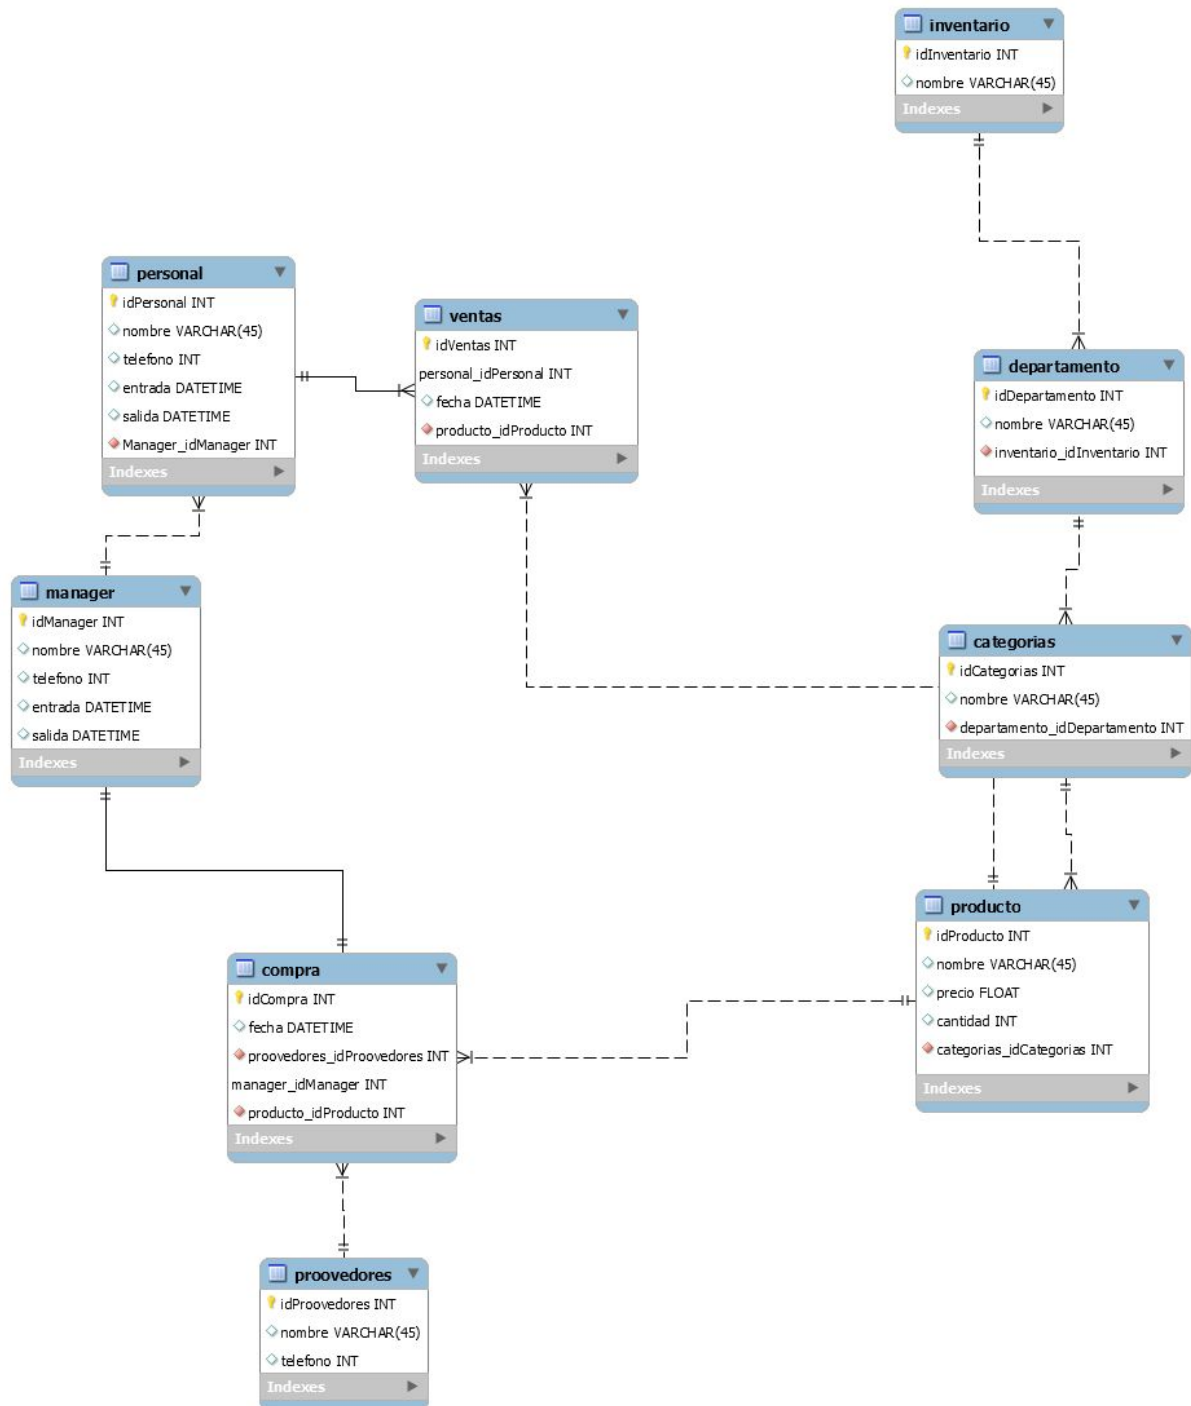 inventario
idInventario INT
nombre VARCHAR(45)
Indexes
personal
idPersonal INT
nombre VARCHAR(45)
telefono INT
entrada DATETIME
salida DATETIME
Manager_idManager INT
Indexes
ventas
idVentas INT
personal_idPersonal INT
fecha DATETIME
producto_idProducto INT
Indexes
departamento
idDepartamento INT
nombre VARCHAR(45)
inventario_idInventario INT
Indexes
manager
idManager INT
nombre VARCHAR(45)
telefono INT
entrada DATETIME
salida DATETIME
Indexes
categorias
idCategorias INT
nombre VARCHAR(45)
departamento_idDepartamento INT
Indexes
producto
idProducto INT
nombre VARCHAR(45)
precio FLOAT
cantidad INT
categorias_idCategorias INT
Indexes
compra
idCompra INT
fecha DATETIME
proovedores_idProovedores INT
manager_idManager INT
producto_idProducto INT
Indexes
proovedores
idProovedores INT
nombre VARCHAR(45)
telefono INT
Indexes